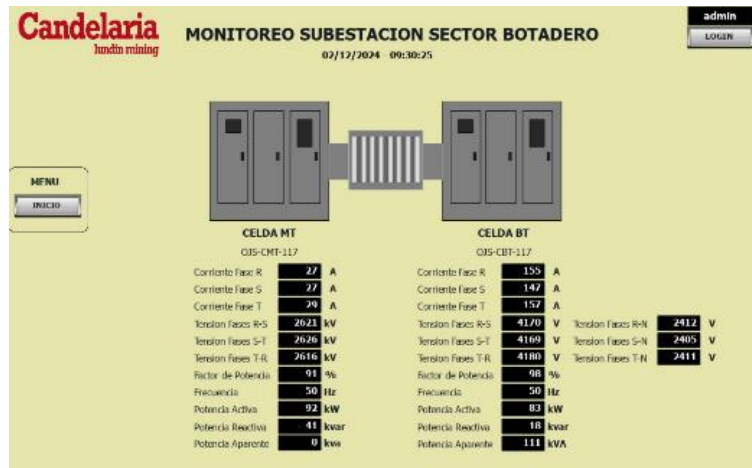 Candelaria
lundin mining
MONITOREO SUBESTACION SECTOR BOTADERO
02/12/2024 09:30:25
admin
LOGIN
MENU
INICIO
CELDA MT
OJS-CMT-117
Corriente Fase R 27 A
Corriente Fase S 27 A
Corriente Fase T 29 A
Tension Fases R-S 2621 kV
Tension Fases S-T 2626 kV
Tension Fases T-R 2616 kV
Factor de Potencia 91 %
Frecuencia 50 Hz
Potencia Activa 92 kW
Potencia Reactiva 41 kvar
Potencia Aparente 0 kva
CELDA BT
OJS-CBT-117
Corriente Fase R 155 A
Corriente Fase S 147 A
Corriente Fase T 157 A
Tension Fases R-S 4170 V Tension Fases R-N 2412 V
Tension Fases S-T 4169 V Tension Fases S-N 2405 V
Tension Fases T-R 4180 V Tension Fases T-N 2411 V
Factor de Potencia 98 %
Frecuencia 50 Hz
Potencia Activa 83 kW
Potencia Reactiva 18 kvar
Potencia Aparente 111 kVA